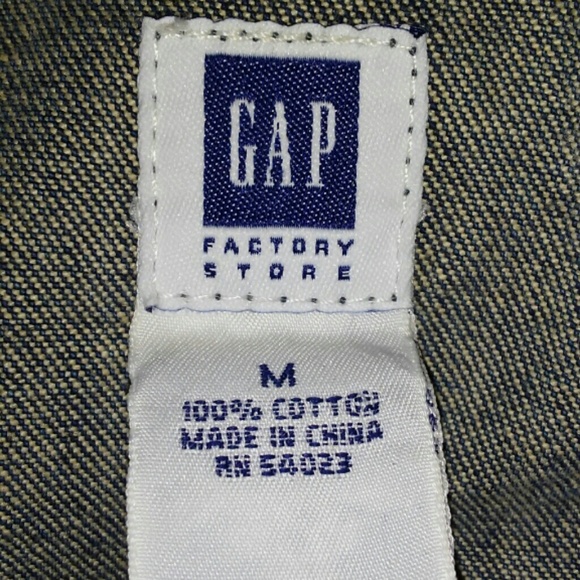 GAP
FACTORY
STORE
M
100% COTTON
MADE IN CHINA
RN 54023